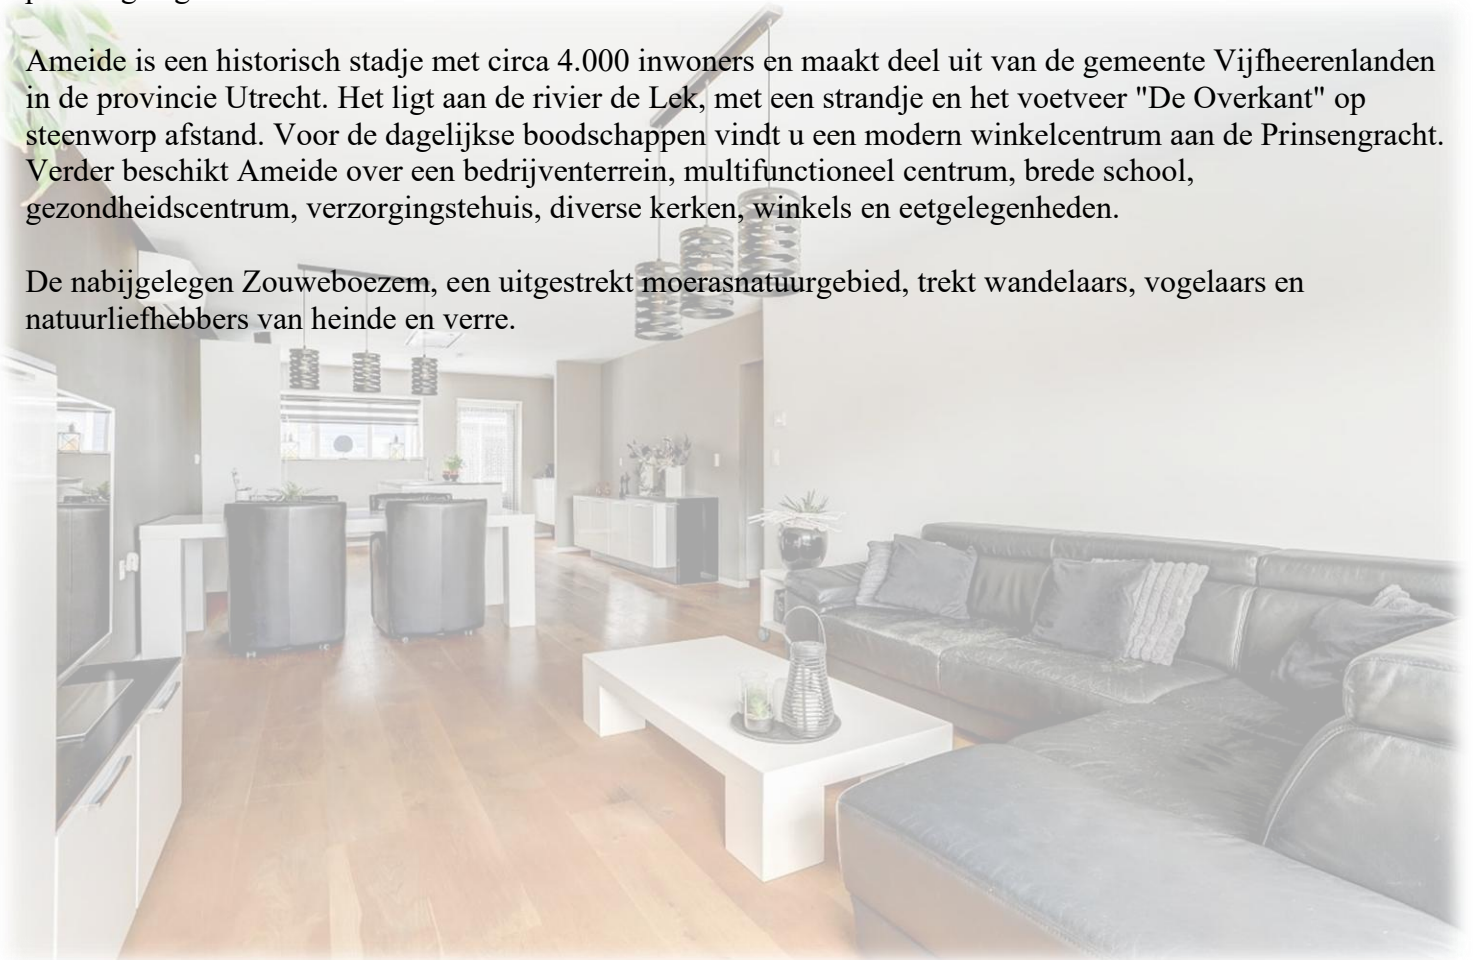 Ameide is een historisch stadje met circa 4.000 inwoners en maakt deel uit van de gemeente Vijfheerenlanden
in de provincie Utrecht. Het ligt aan de rivier de Lek, met een strandje en het voetveer "De Overkant" op
steenworp afstand. Voor de dagelijkse boodschappen vindt u een modern winkelcentrum aan de Prinsengracht.
Verder beschikt Ameide over een bedrijventerrein, multifunctioneel centrum, brede school,
gezondheidscentrum, verzorgingstehuis, diverse kerken, winkels en eetgelegenheden.
De nabijgelegen Zouweboezem, een uitgestrekt moerasnatuurgebied, trekt wandelaars, vogelaars en
natuurliefhebbers van heinde en verre.